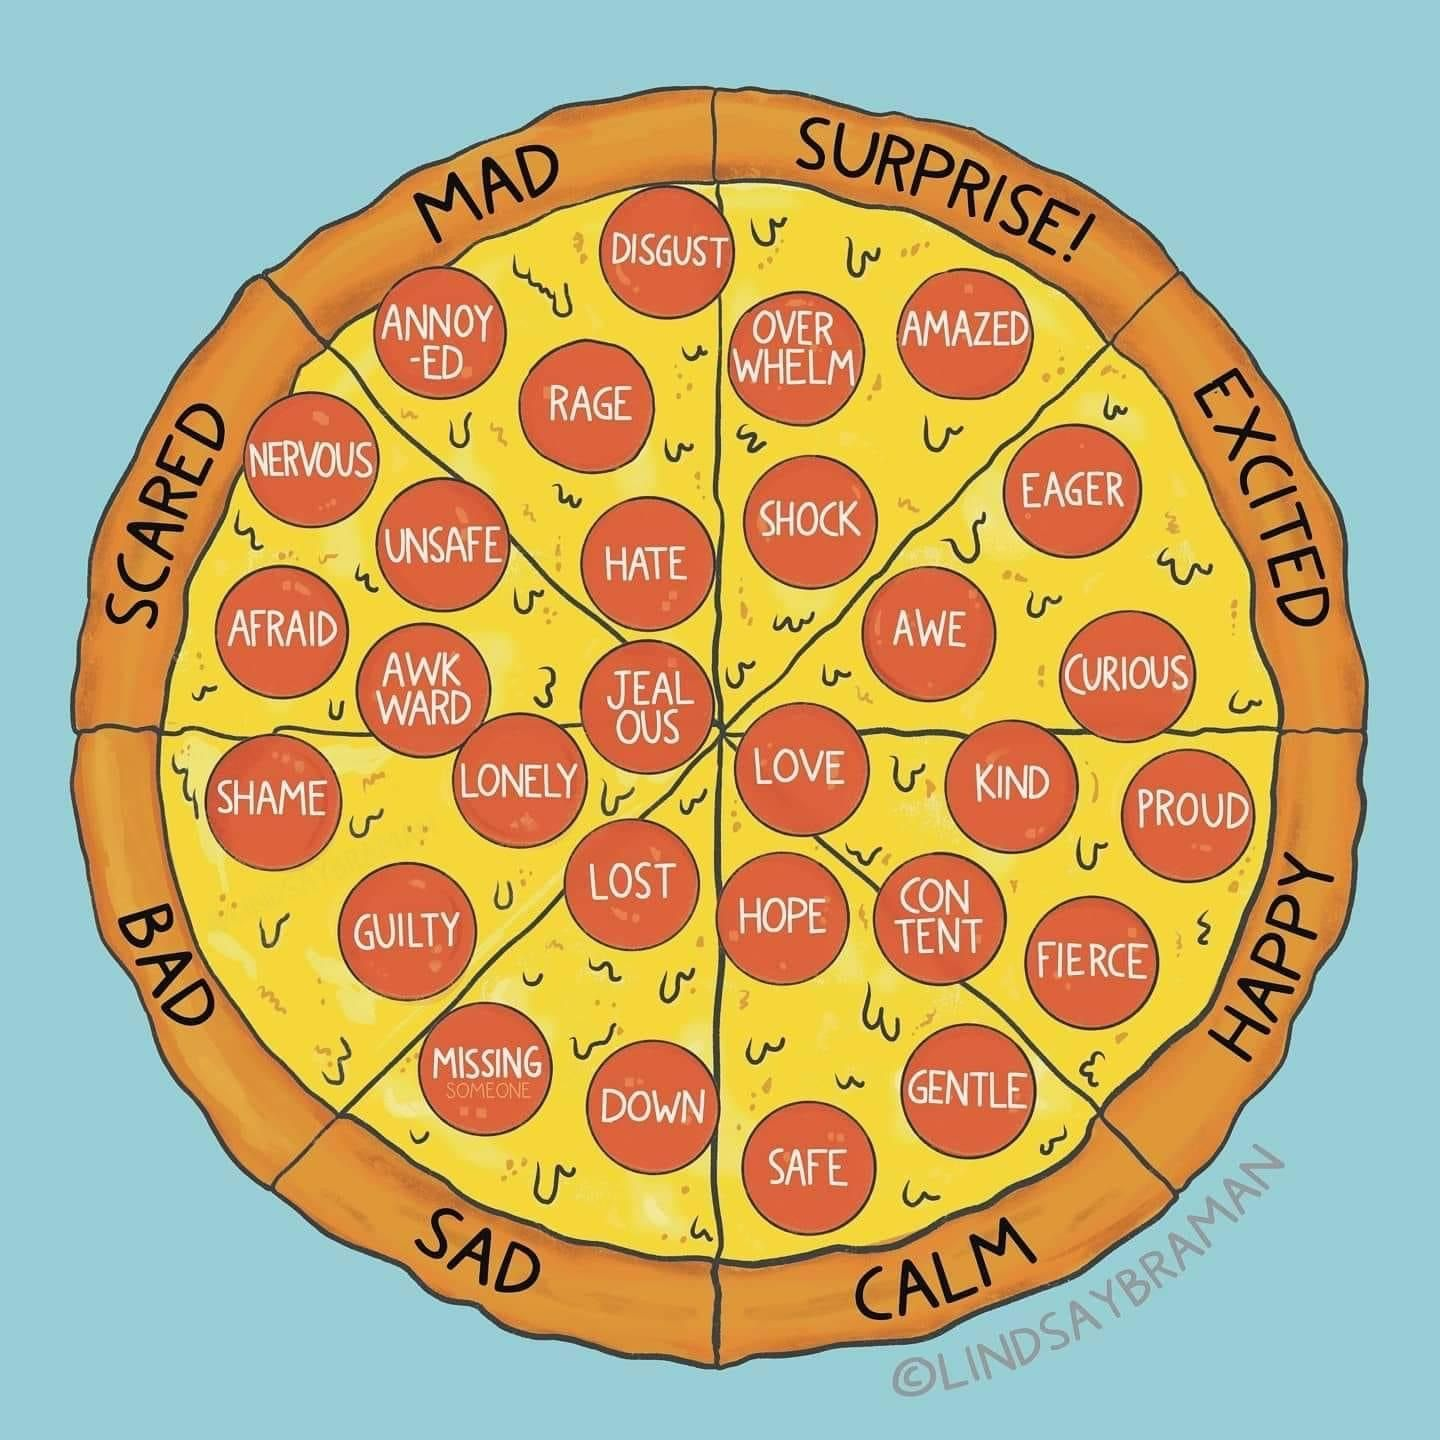 MAD
SURPRISE!
EXCITED
HAPPY
CALM
SAD
BAD
SCARED
DISGUST
ANNOY
-ED
RAGE
HATE
JEAL
OUS
OVER
WHELM
AMAZED
SHOCK
EAGER
AWE
CURIOUS
LOVE
KIND
PROUD
CON
TENT
FIERCE
HOPE
GENTLE
SAFE
LOST
MISSING
SOMEONE
DOWN
SHAME
LONELY
GUILTY
NERVOUS
UNSAFE
AFRAID
AWK
WARD
©LINDSAYBRAMAN